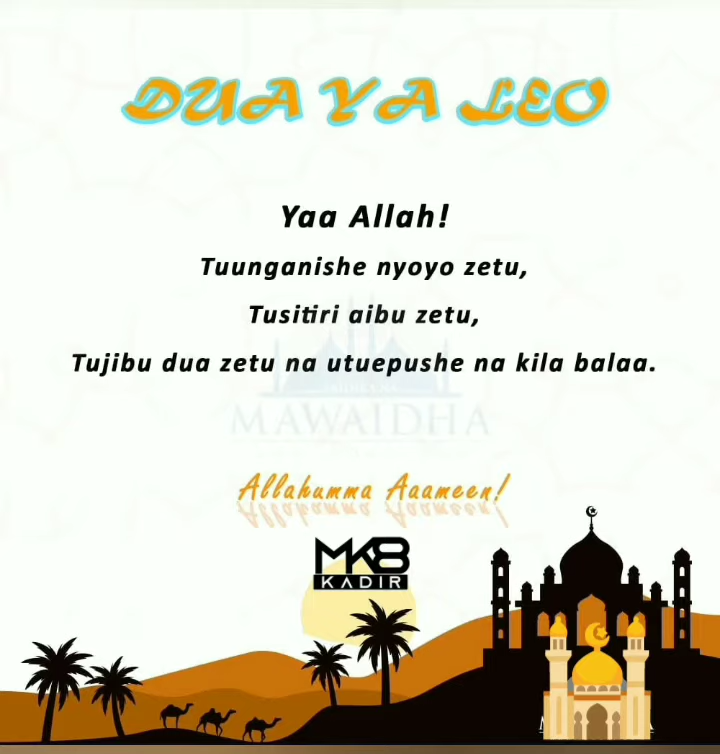 DUA YA LEO
Yaa Allah!
Tuunganishe nyoyo zetu,
Tusitiri aibu zetu,
Tujibu dua zetu na utuepushe na kila balaa.
MAWAIDHA
Allahumma Aaameen!
MK8
KADIR